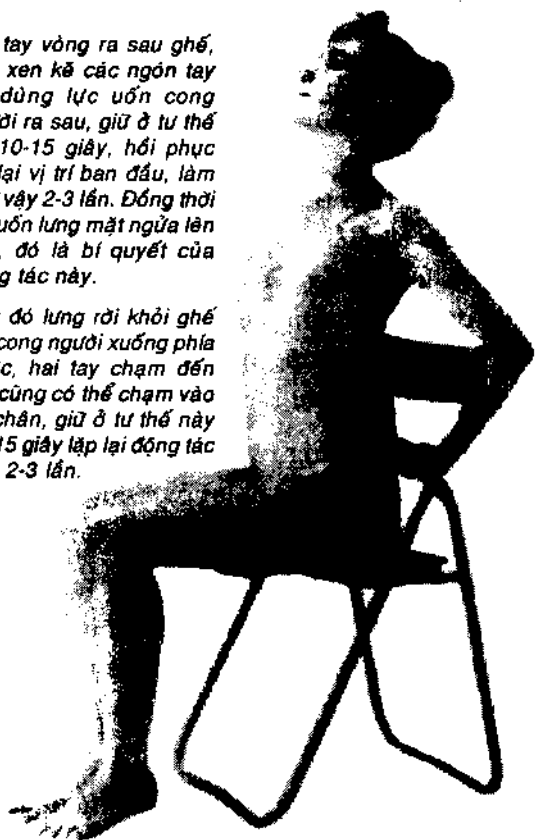 tay vòng ra sau ghế,
xen kẽ các ngón tay
dùng lực uốn cong
ra sau, giữ ở tư thế
10-15 giây, hồi phục
lại vị trí ban đầu, làm
vậy 2-3 lần. Đồng thời
uốn lưng mặt ngửa lên
đó là bí quyết của
tác này.
đó lưng rời khỏi ghế
cong người xuống phía
hai tay chạm đến
cũng có thể chạm vào
chân, giữ ở tư thế này
15 giây lặp lại động tác
2-3 lần.